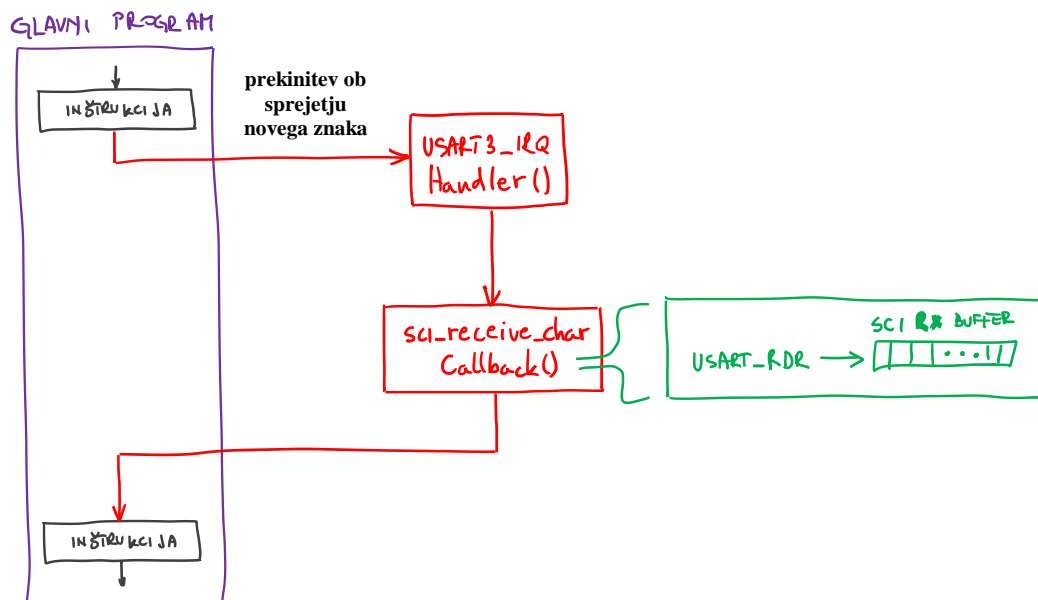 GLAVNI PROGRAM
INŠTRUKCIJA
prekinitev ob
sprejetju
novega znaka
USART3_IRQ
Handler()
sci_receive_char
Callback()
SCI RX BUFFER
USART_RDR
INŠTRUKCIJA